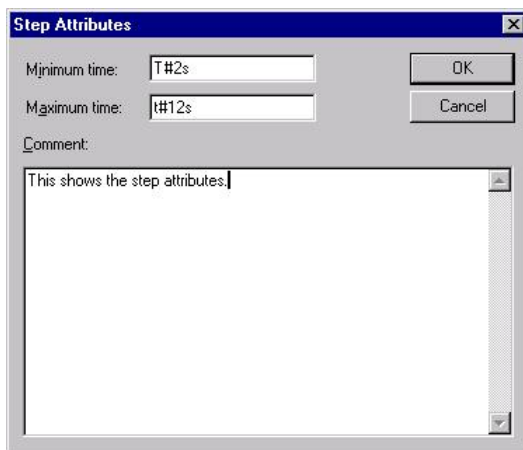 Step Attributes
Minimum time: T#2s OK
Maximum time: t#12s Cancel
Comment:
This shows the step attributes.